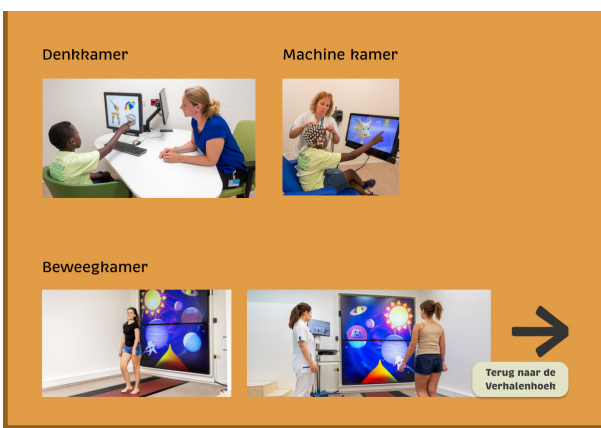 Denkkamer
Machine kamer
Beweegkamer
Terug naar de
Verhalenhoek